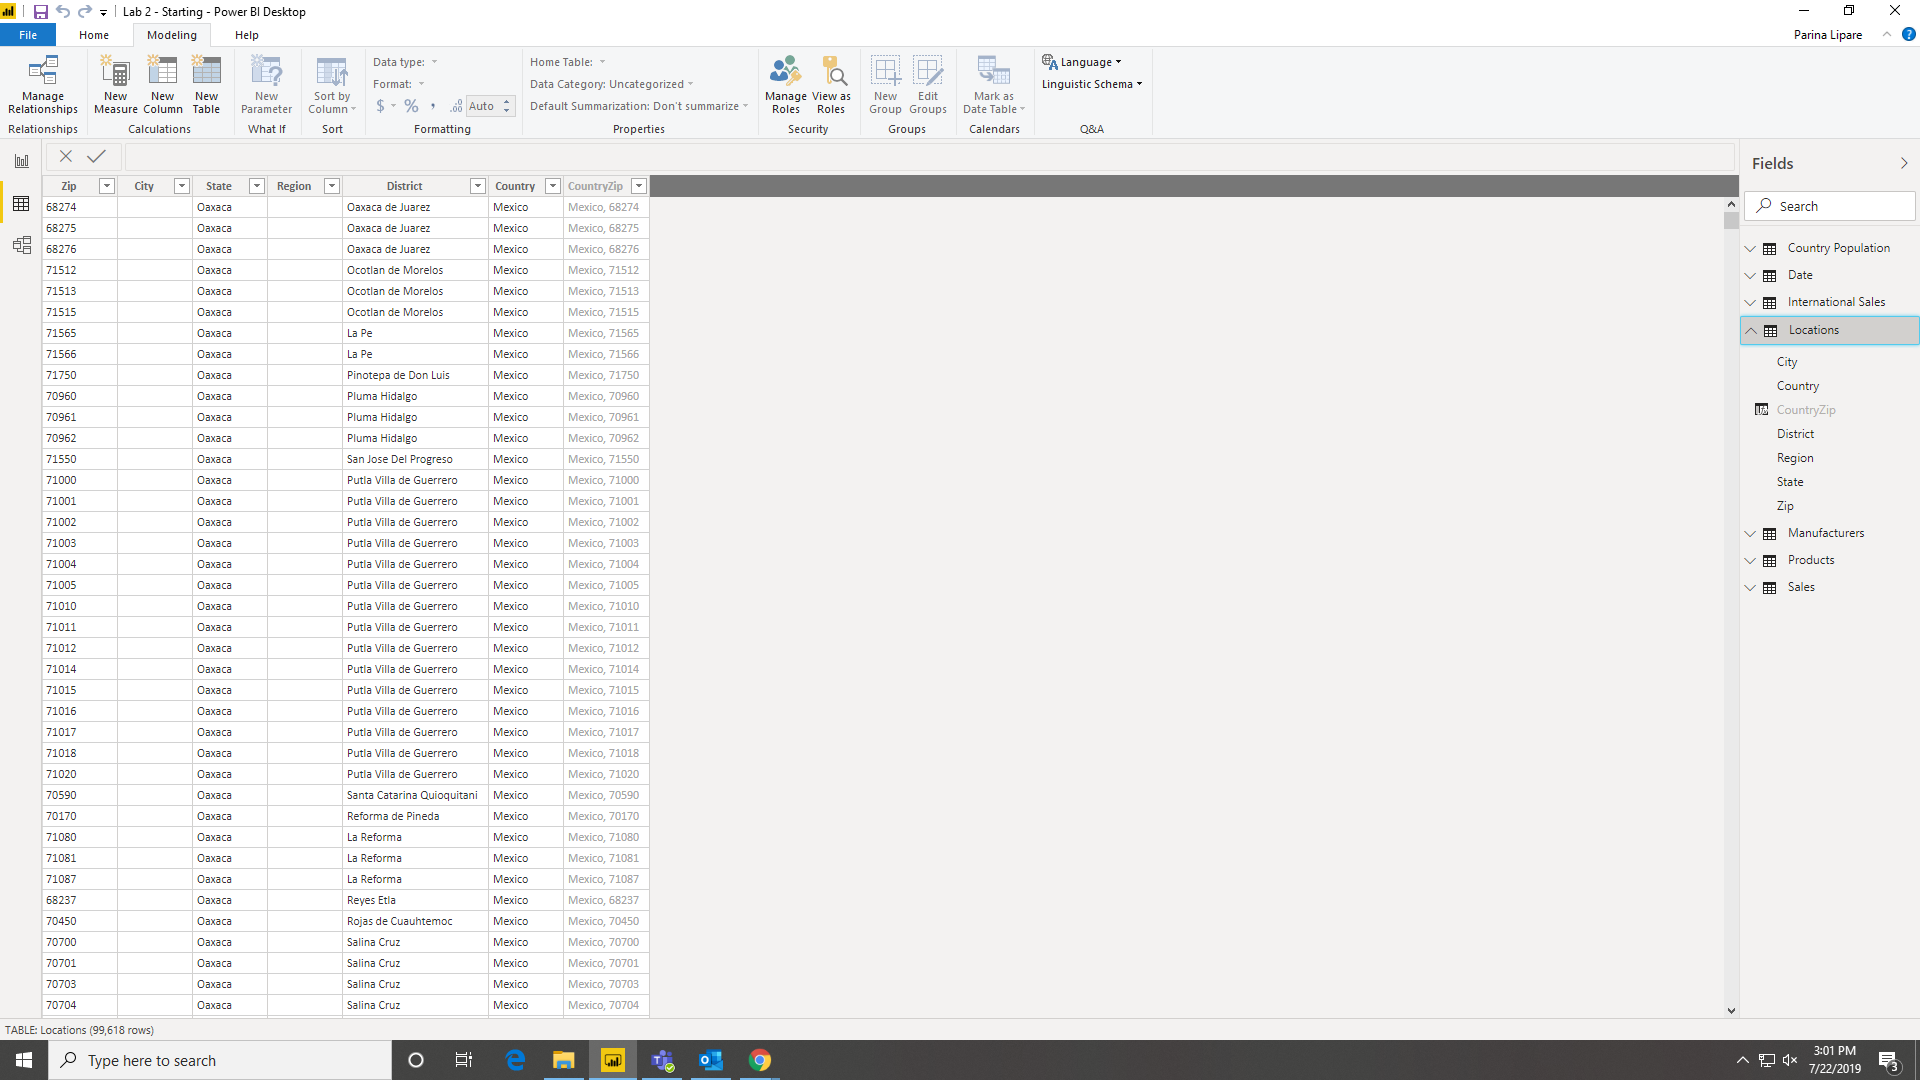 Lab 2 - Starting - Power BI Desktop
File Home Modeling Help Parina Lipare
Manage Relationships
New Measure
New Column
New Table
New Parameter
Sort by Column
Data type:
Format:
$ % , .00 Auto
Home Table:
Data Category: Uncategorized
Default Summarization: Don't summarize
Manage Roles
View as Roles
New Group
Edit Groups
Mark as Date Table
Language
Linguistic Schema
Relationships Calculations What If Sort Formatting Properties Security Groups Calendars Q&A
Zip City State Region District Country CountryZip
68274 Oaxaca Oaxaca de Juarez Mexico Mexico, 68274
68275 Oaxaca Oaxaca de Juarez Mexico Mexico, 68275
68276 Oaxaca Oaxaca de Juarez Mexico Mexico, 68276
71512 Oaxaca Ocotlan de Morelos Mexico Mexico, 71512
71513 Oaxaca Ocotlan de Morelos Mexico Mexico, 71513
71515 Oaxaca Ocotlan de Morelos Mexico Mexico, 71515
71565 Oaxaca La Pe Mexico Mexico, 71565
71566 Oaxaca La Pe Mexico Mexico, 71566
71750 Oaxaca Pinotepa de Don Luis Mexico Mexico, 71750
70960 Oaxaca Pluma Hidalgo Mexico Mexico, 70960
70961 Oaxaca Pluma Hidalgo Mexico Mexico, 70961
70962 Oaxaca Pluma Hidalgo Mexico Mexico, 70962
71550 Oaxaca San Jose Del Progreso Mexico Mexico, 71550
71000 Oaxaca Putla Villa de Guerrero Mexico Mexico, 71000
71001 Oaxaca Putla Villa de Guerrero Mexico Mexico, 71001
71002 Oaxaca Putla Villa de Guerrero Mexico Mexico, 71002
71003 Oaxaca Putla Villa de Guerrero Mexico Mexico, 71003
71004 Oaxaca Putla Villa de Guerrero Mexico Mexico, 71004
71005 Oaxaca Putla Villa de Guerrero Mexico Mexico, 71005
71010 Oaxaca Putla Villa de Guerrero Mexico Mexico, 71010
71011 Oaxaca Putla Villa de Guerrero Mexico Mexico, 71011
71012 Oaxaca Putla Villa de Guerrero Mexico Mexico, 71012
71014 Oaxaca Putla Villa de Guerrero Mexico Mexico, 71014
71015 Oaxaca Putla Villa de Guerrero Mexico Mexico, 71015
71016 Oaxaca Putla Villa de Guerrero Mexico Mexico, 71016
71017 Oaxaca Putla Villa de Guerrero Mexico Mexico, 71017
71018 Oaxaca Putla Villa de Guerrero Mexico Mexico, 71018
71020 Oaxaca Putla Villa de Guerrero Mexico Mexico, 71020
70590 Oaxaca Santa Catarina Quioquitani Mexico Mexico, 70590
70170 Oaxaca Reforma de Pineda Mexico Mexico, 70170
71080 Oaxaca La Reforma Mexico Mexico, 71080
71081 Oaxaca La Reforma Mexico Mexico, 71081
71087 Oaxaca La Reforma Mexico Mexico, 71087
68237 Oaxaca Reyes Etla Mexico Mexico, 68237
70450 Oaxaca Rojas de Cuauhtemoc Mexico Mexico, 70450
70700 Oaxaca Salina Cruz Mexico Mexico, 70700
70701 Oaxaca Salina Cruz Mexico Mexico, 70701
70703 Oaxaca Salina Cruz Mexico Mexico, 70703
70704 Oaxaca Salina Cruz Mexico Mexico, 70704
Fields
Search
Country Population
Date
International Sales
Locations
City
Country
CountryZip
District
Region
State
Zip
Manufacturers
Products
Sales
TABLE: Locations (99,618 rows)
Type here to search
3:01 PM
7/22/2019
3